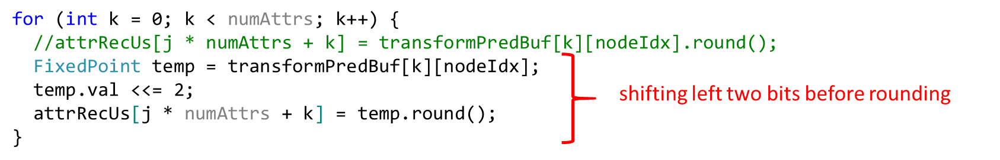 for (int k = 0; k < numAttrs; k++) {
//attrRecUs[j * numAttrs + k] = transformPredBuf[k][nodeIdx].round();
FixedPoint temp = transformPredBuf[k][nodeIdx];
temp.val <<= 2;
shifting left two bits before rounding
attrRecUs[j * numAttrs + k] = temp.round();
}